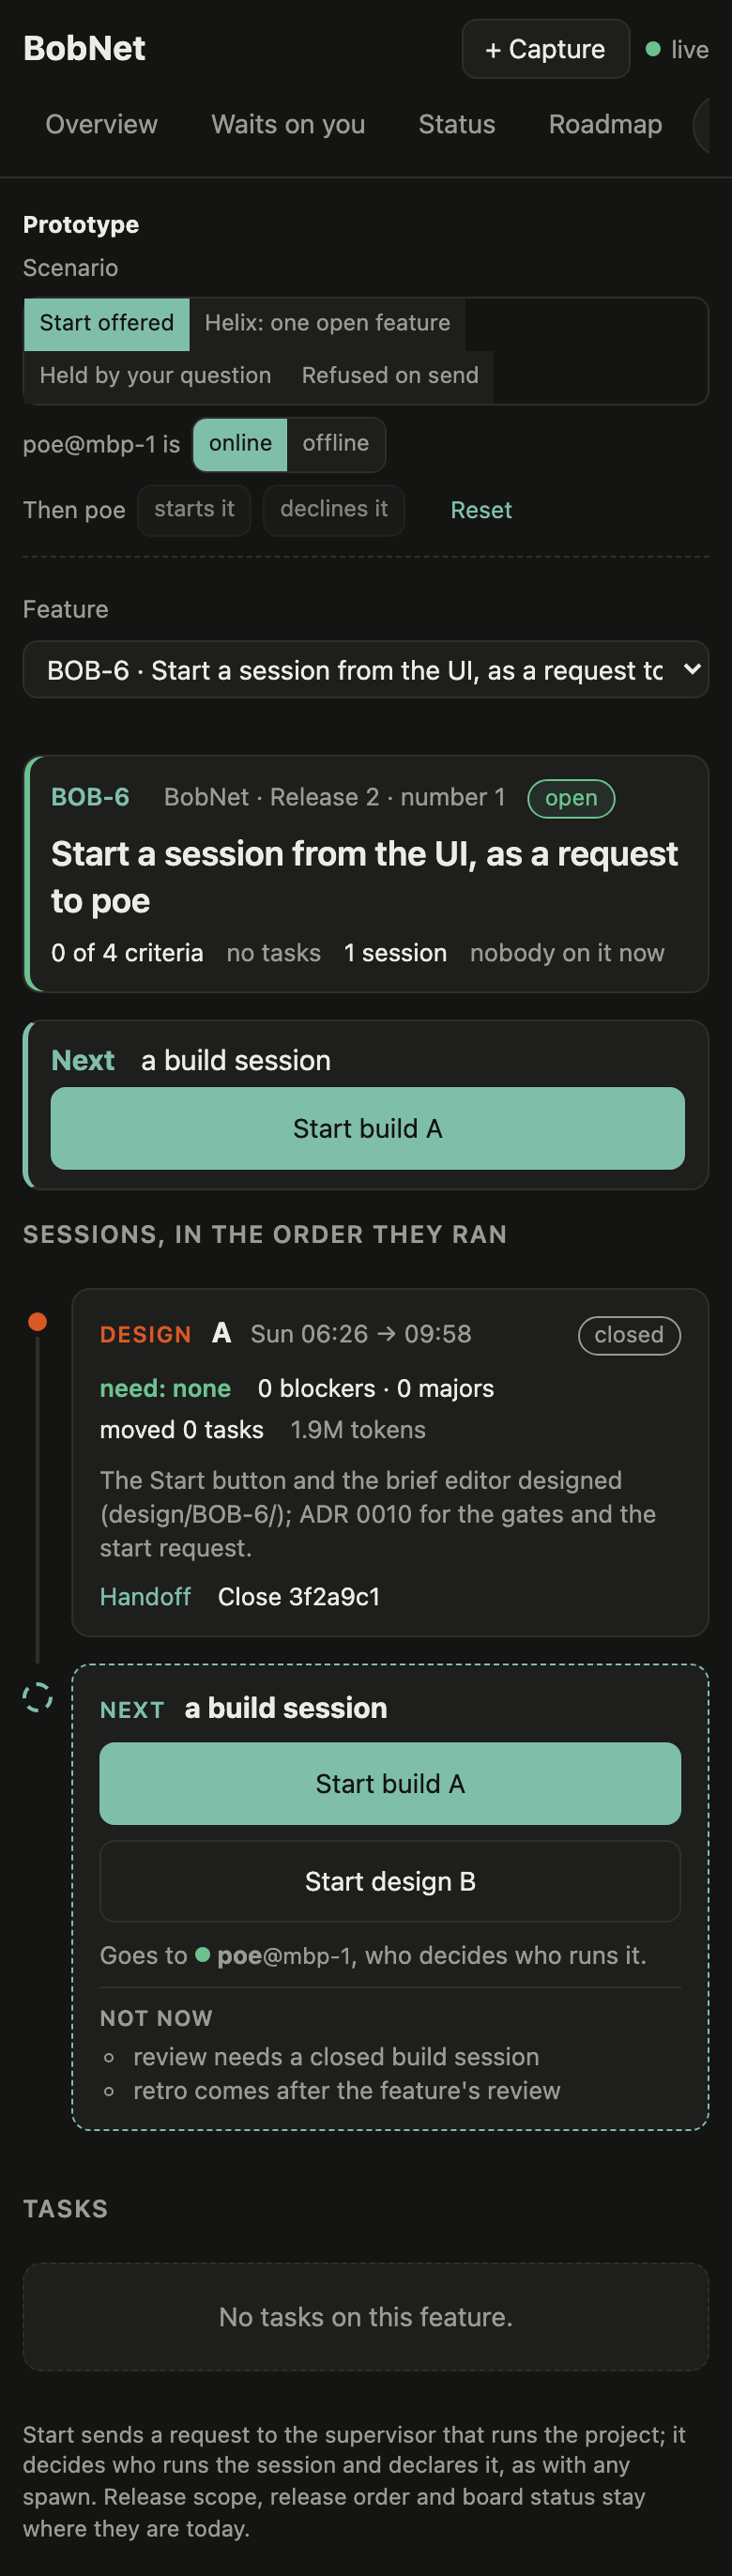 BobNet
+ Capture
live
Overview
Waits on you
Status
Roadmap
Prototype
Scenario
Start offered
Helix: one open feature
Held by your question
Refused on send
poe@mbp-1 is
online
offline
Then poe
starts it
declines it
Reset
Feature
BOB-6 · Start a session from the UI, as a request to
BOB-6 BobNet · Release 2 · number 1 open
Start a session from the UI, as a request
to poe
0 of 4 criteria no tasks 1 session nobody on it now
Next a build session
Start build A
SESSIONS, IN THE ORDER THEY RAN
DESIGN A Sun 06:26 → 09:58 closed
need: none 0 blockers · 0 majors
moved 0 tasks 1.9M tokens
The Start button and the brief editor designed
(design/BOB-6/); ADR 0010 for the gates and the
start request.
Handoff Close 3f2a9c1
NEXT a build session
Start build A
Start design B
Goes to poe@mbp-1, who decides who runs it.
NOT NOW
review needs a closed build session
retro comes after the feature's review
TASKS
No tasks on this feature.
Start sends a request to the supervisor that runs the project; it
decides who runs the session and declares it, as with any
spawn. Release scope, release order and board status stay
where they are today.